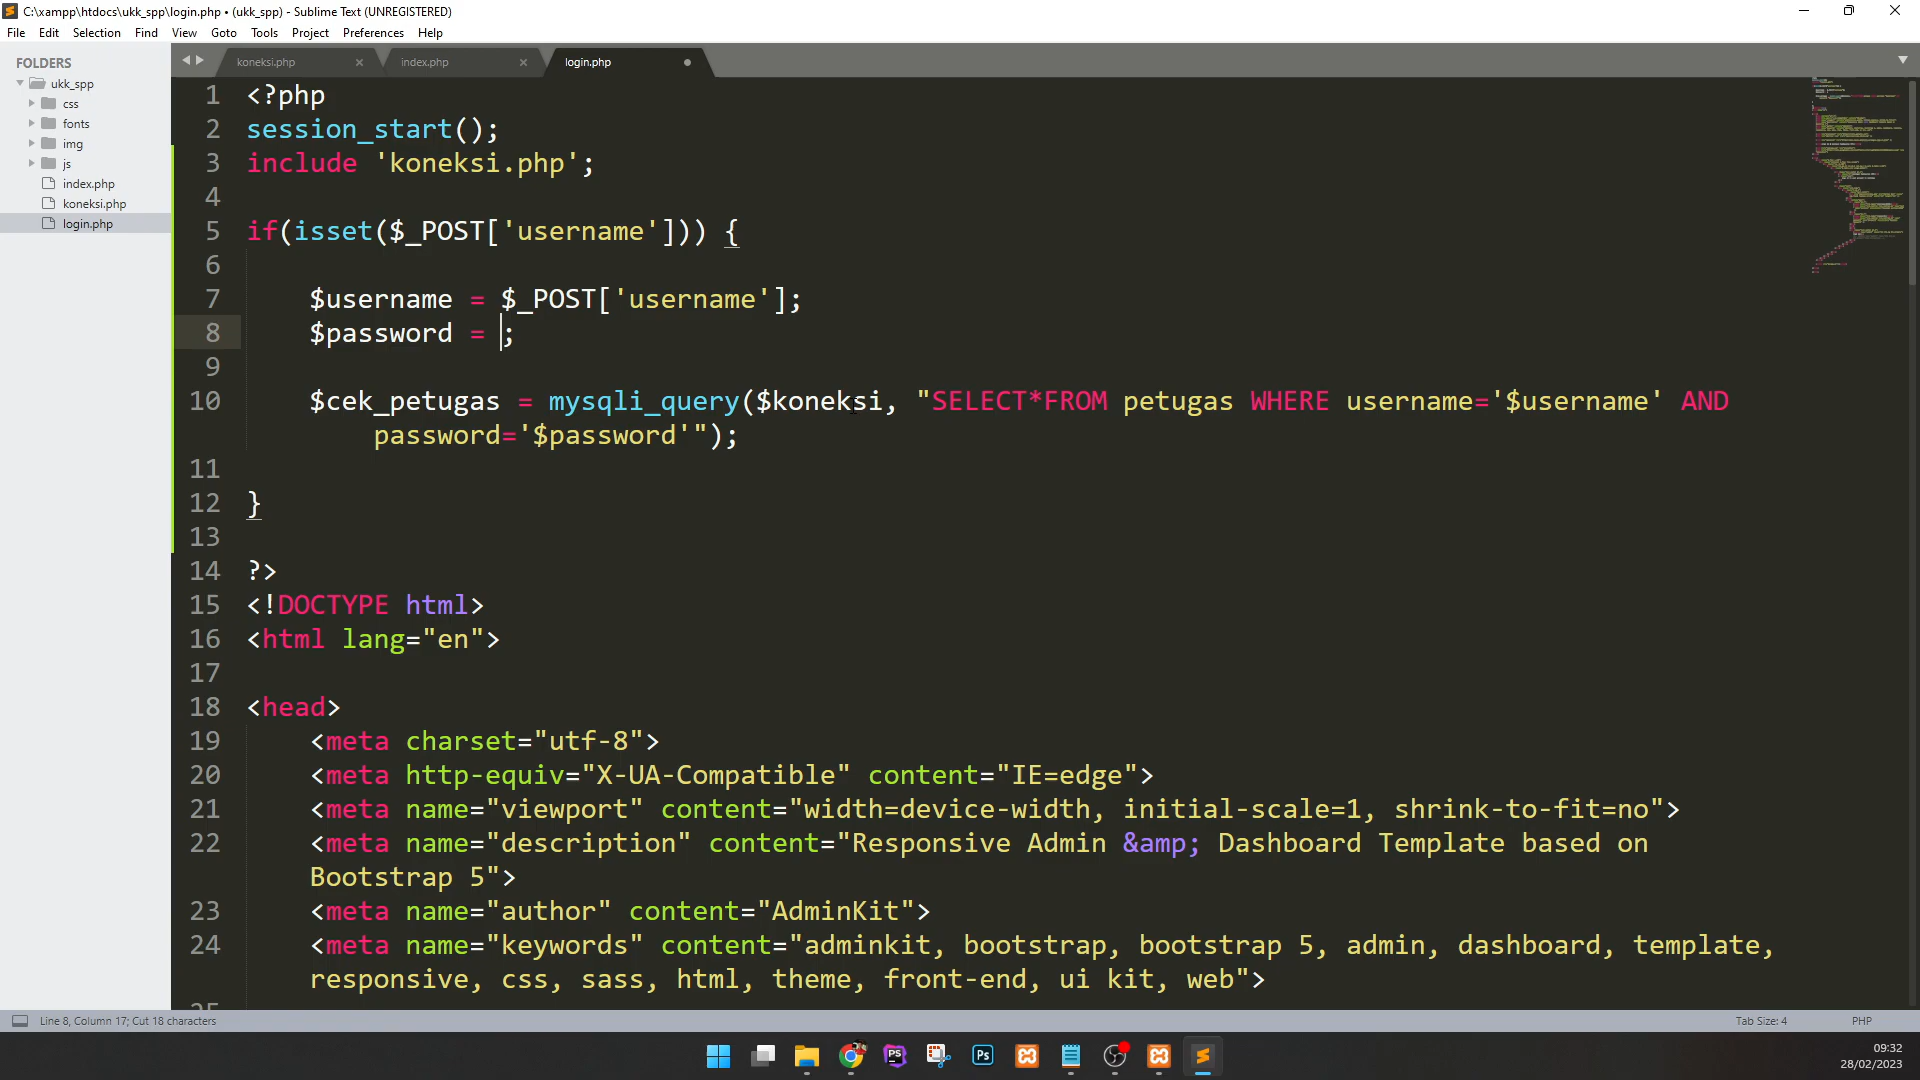 C:\xampp\htdocs\ukk_spp\login.php • (ukk_spp) - Sublime Text (UNREGISTERED)
File Edit Selection Find View Goto Tools Project Preferences Help
FOLDERS
ukk_spp
css
fonts
img
js
index.php
koneksi.php
login.php
koneksi.php × index.php × login.php
1 <?php
2 session_start();
3 include 'koneksi.php';
4
5 if(isset($_POST['username'])) {
6
7 $username = $_POST['username'];
8 $password = ;
9
10 $cek_petugas = mysqli_query($koneksi, "SELECT*FROM petugas WHERE username='$username' AND
password='$password'");
11
12 }
13
14 ?>
15 <!DOCTYPE html>
16 <html lang="en">
17
18 <head>
19 <meta charset="utf-8">
20 <meta http-equiv="X-UA-Compatible" content="IE=edge">
21 <meta name="viewport" content="width=device-width, initial-scale=1, shrink-to-fit=no">
22 <meta name="description" content="Responsive Admin &amp; Dashboard Template based on
Bootstrap 5">
23 <meta name="author" content="AdminKit">
24 <meta name="keywords" content="adminkit, bootstrap, bootstrap 5, admin, dashboard, template,
responsive, css, sass, html, theme, front-end, ui kit, web">
25
Line 8, Column 17; Cut 18 characters
Tab Size: 4 PHP
PS
Ps
09:32
28/02/2023